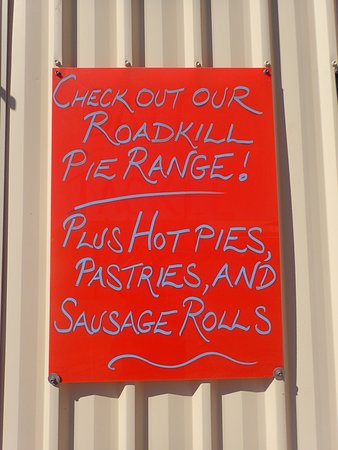 CHECK OUT OUR
ROADKILL
PIE RANGE!
PLUS HOT PIES,
PASTRIES, AND
SAUSAGE ROLLS